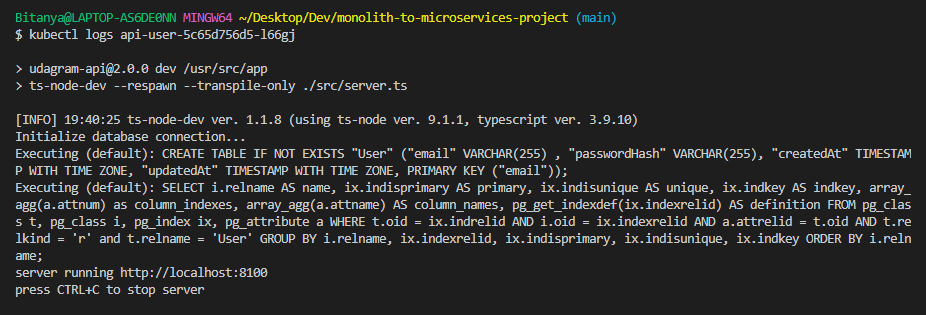 Bitanya@LAPTOP-AS6DE0NN MINGW64 ~/Desktop/Dev/monolith-to-microservices-project (main)
$ kubectl logs api-user-5c65d756d5-l66gj
> udagram-api@2.0.0 dev /usr/src/app
> ts-node-dev --respawn --transpile-only ./src/server.ts
[INFO] 19:40:25 ts-node-dev ver. 1.1.8 (using ts-node ver. 9.1.1, typescript ver. 3.9.10)
Initialize database connection...
Executing (default): CREATE TABLE IF NOT EXISTS "User" ("email" VARCHAR(255) , "passwordHash" VARCHAR(255), "createdAt" TIMESTAM
P WITH TIME ZONE, "updatedAt" TIMESTAMP WITH TIME ZONE, PRIMARY KEY ("email"));
Executing (default): SELECT i.relname AS name, ix.indisprimary AS primary, ix.indisunique AS unique, ix.indkey AS indkey, array_
agg(a.attnum) as column_indexes, array_agg(a.attname) AS column_names, pg_get_indexdef(ix.indexrelid) AS definition FROM pg_clas
s t, pg_class i, pg_index ix, pg_attribute a WHERE t.oid = ix.indrelid AND i.oid = ix.indexrelid AND a.attrelid = t.oid AND t.re
lkind = 'r' and t.relname = 'User' GROUP BY i.relname, ix.indexrelid, ix.indisprimary, ix.indisunique, ix.indkey ORDER BY i.reln
ame;
server running http://localhost:8100
press CTRL+C to stop server